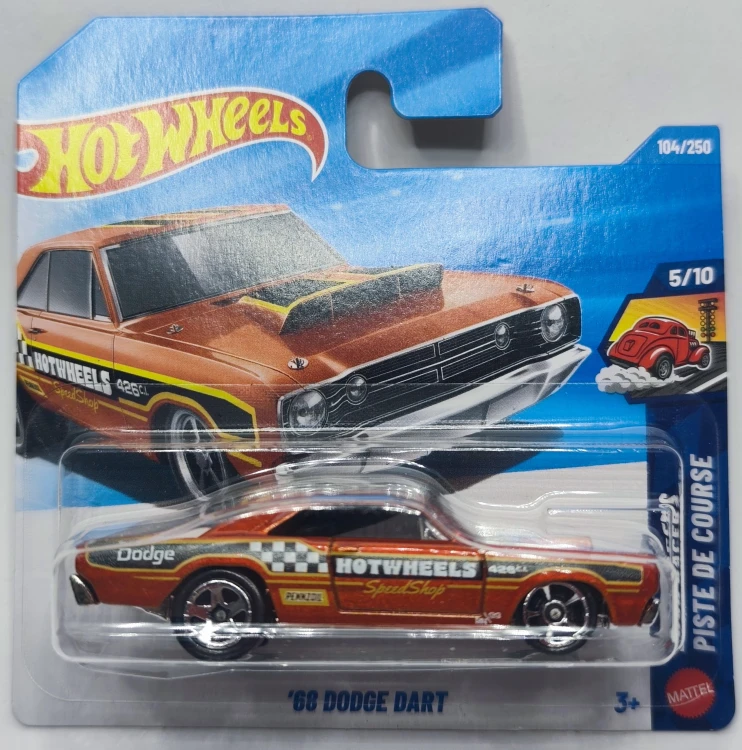 HOT WHEELS
104/250
5/10
HOTWHEELS 426 C.I.
SpeedShop
Dodge
HOTWHEELS 426 C.I.
SpeedShop
PENNZOIL
PISTE DE COURSE
'68 DODGE DART
3+
MATTEL